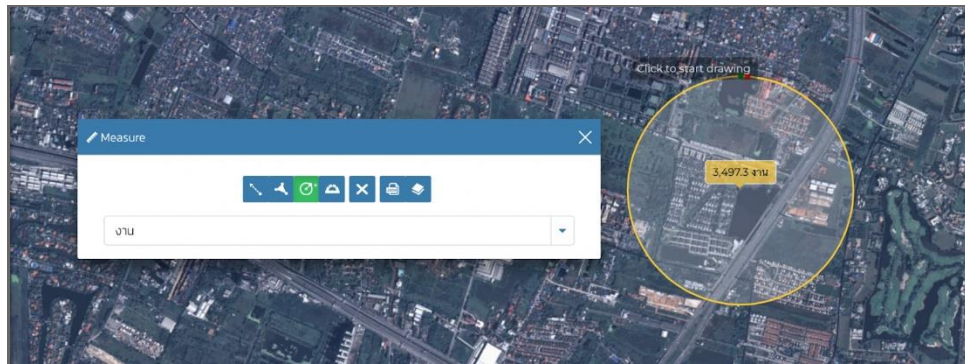 Click to start drawing
Measure
3,497.3 งาน
งาน